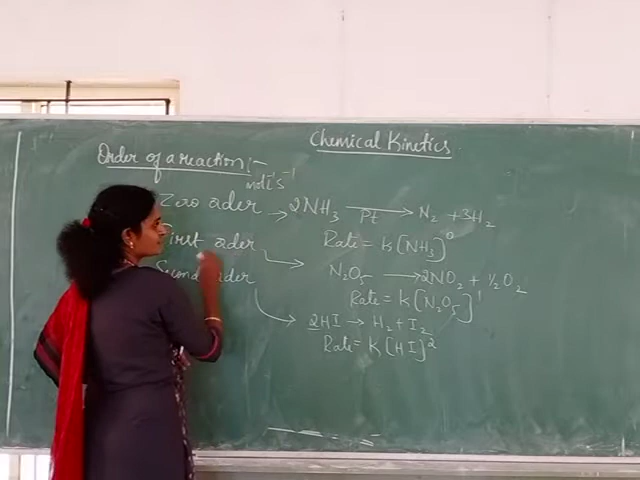 Chemical Kinetics
Order of a reaction :-
mol l⁻¹ s⁻¹
Zero order → 2NH₃ —Pt→ N₂ + 3H₂
Rate = K[NH₃]⁰
First order → N₂O₅ → 2NO₂ + ½O₂
Rate = K[N₂O₅]¹
Second order → 2HI → H₂ + I₂
Rate = K[HI]²